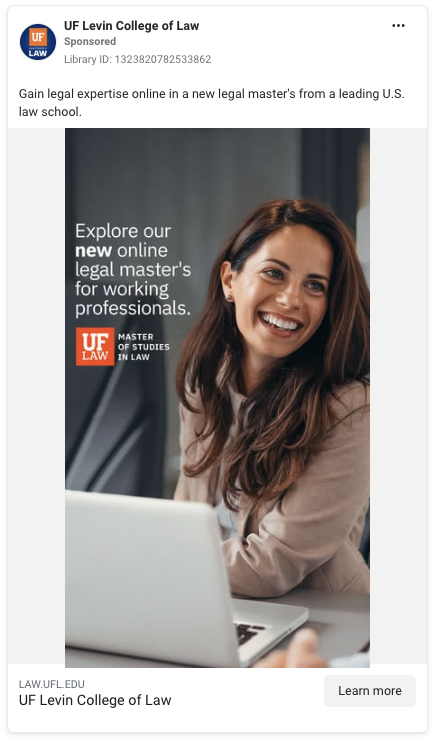 UF Levin College of Law
Sponsored
Library ID: 1323820782533862
Gain legal expertise online in a new legal master's from a leading U.S.
law school.
Explore our
new online
legal master's
for working
professionals.
UF
LAW
MASTER
OF STUDIES
IN LAW
LAW.UFL.EDU
UF Levin College of Law
Learn more